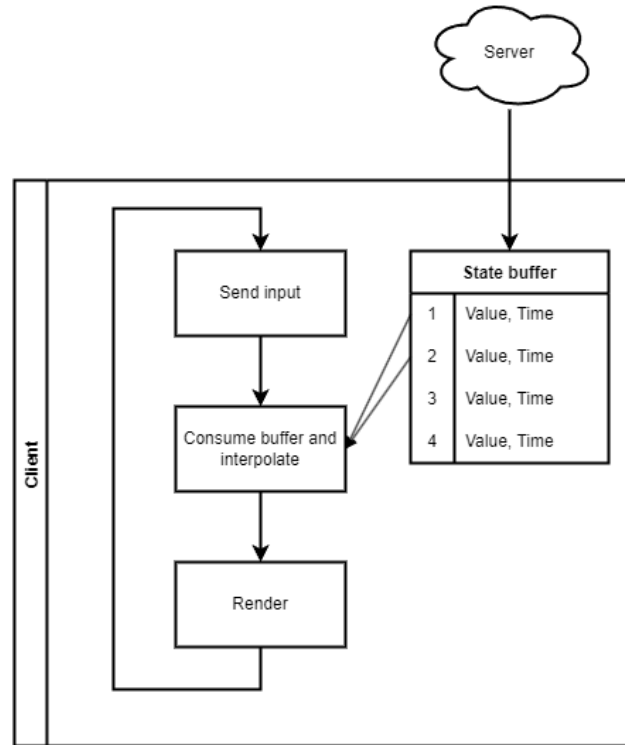 Server
Client
Send input
Consume buffer and
interpolate
Render
State buffer
1 Value, Time
2 Value, Time
3 Value, Time
4 Value, Time